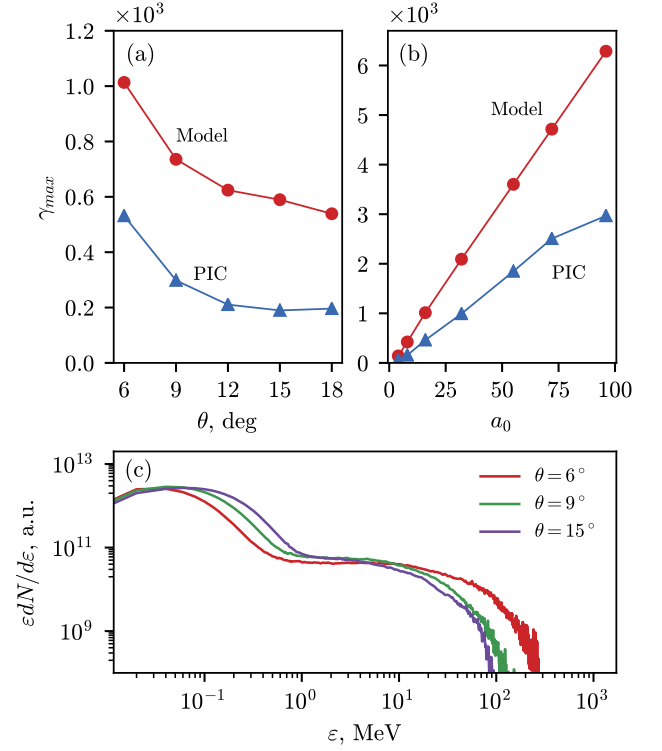 ×10³ ×10³
(a) (b)
1.2
1.0
0.8
0.6
0.4
0.2
0.0
γmax
Model
PIC
6 9 12 15 18
θ, deg
6
5
4
3
2
1
0
Model
PIC
0 25 50 75 100
a₀
(c)
10¹³
10¹¹
10⁹
εdN/dε, a.u.
θ = 6°
θ = 9°
θ = 15°
10⁻¹ 10⁰ 10¹ 10² 10³
ε, MeV